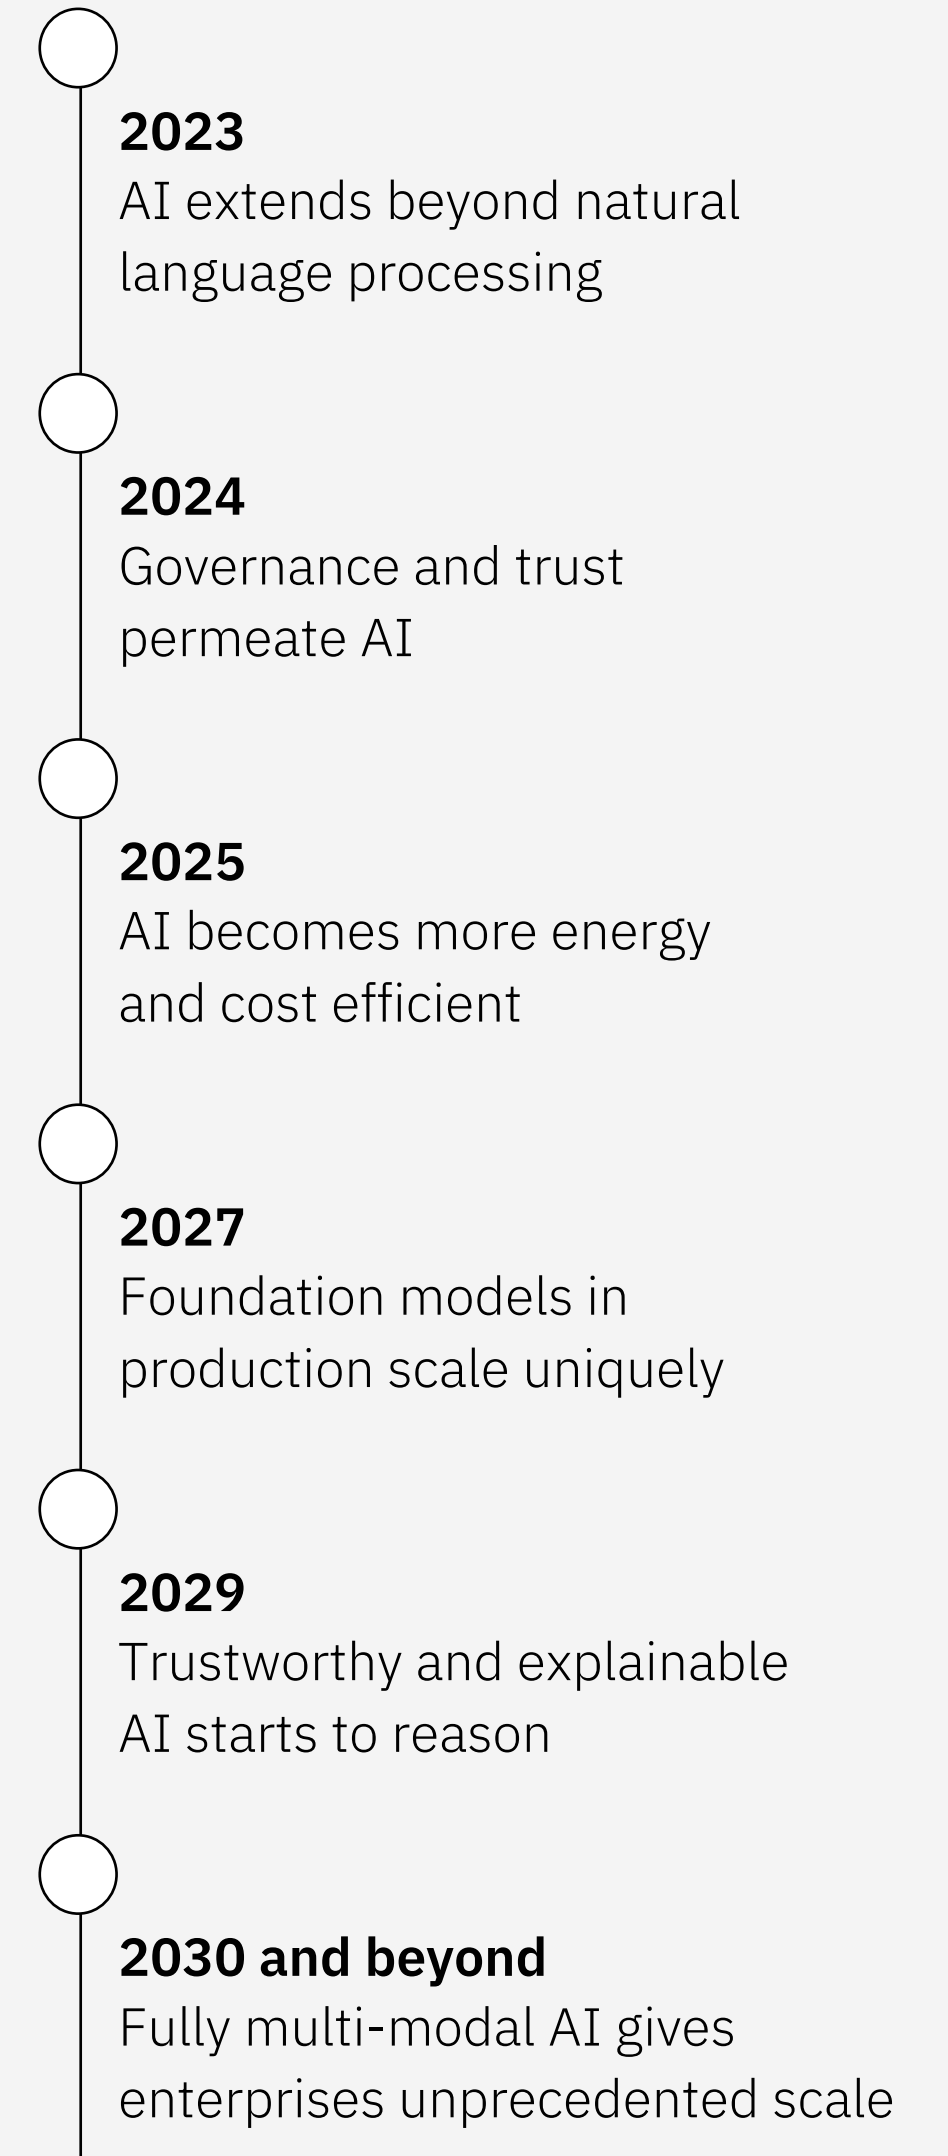 2023
AI extends beyond natural
language processing
2024
Governance and trust
permeate AI
2025
AI becomes more energy
and cost efficient
2027
Foundation models in
production scale uniquely
2029
Trustworthy and explainable
AI starts to reason
2030 and beyond
Fully multi-modal AI gives
enterprises unprecedented scale